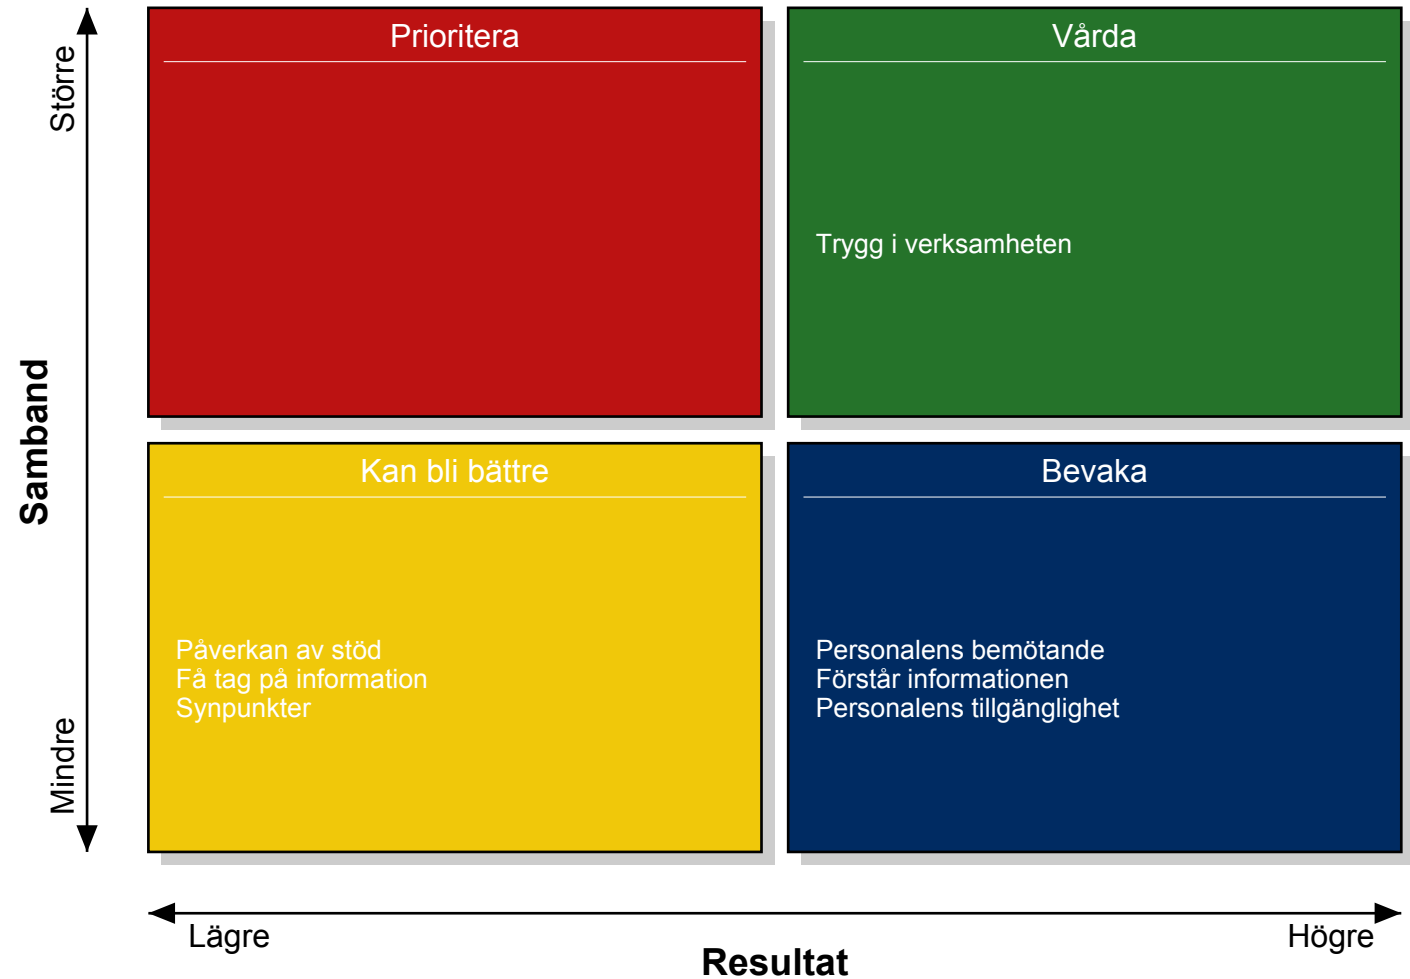 Större
Samband
Mindre
Prioritera
Vårda
Trygg i verksamheten
Kan bli bättre
Påverkan av stöd
Få tag på information
Synpunkter
Bevaka
Personalens bemötande
Förstår informationen
Personalens tillgänglighet
Lägre
Resultat
Högre